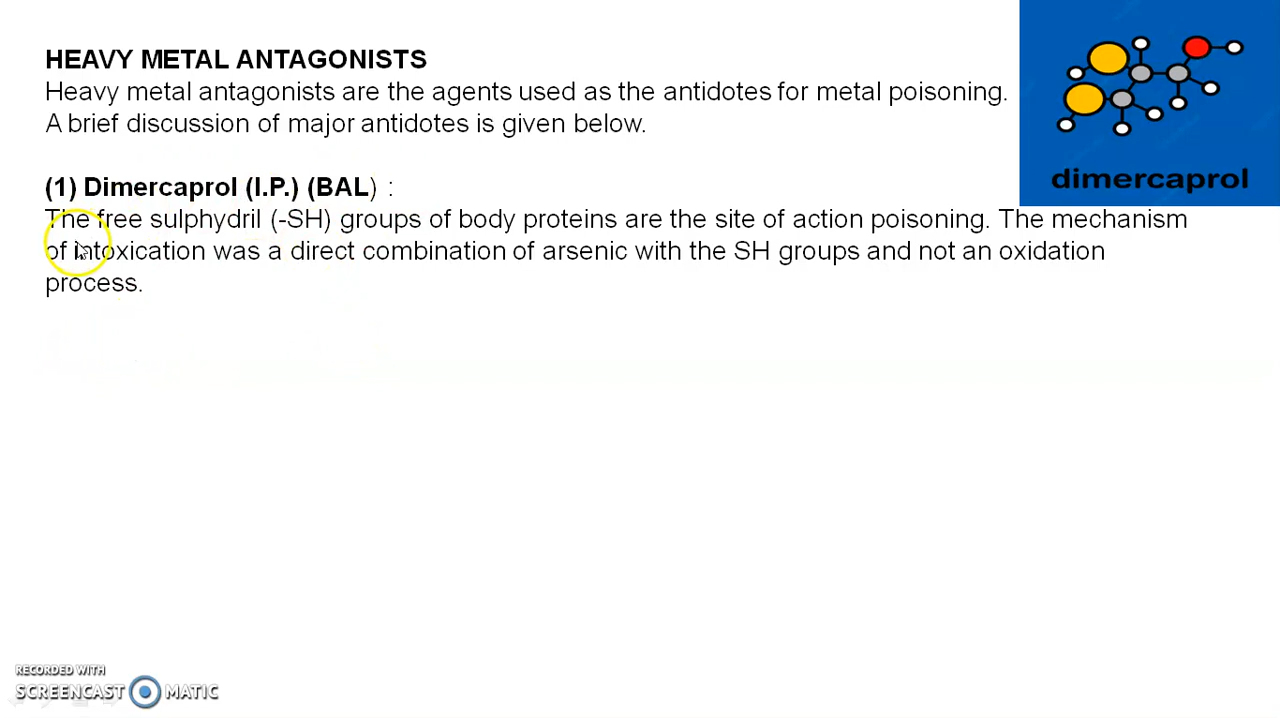 HEAVY METAL ANTAGONISTS
Heavy metal antagonists are the agents used as the antidotes for metal poisoning.
A brief discussion of major antidotes is given below.
dimercaprol
(1) Dimercaprol (I.P.) (BAL) :
The free sulphydril (-SH) groups of body proteins are the site of action poisoning. The mechanism
of intoxication was a direct combination of arsenic with the SH groups and not an oxidation
process.
RECORDED WITH
SCREENCAST MATIC